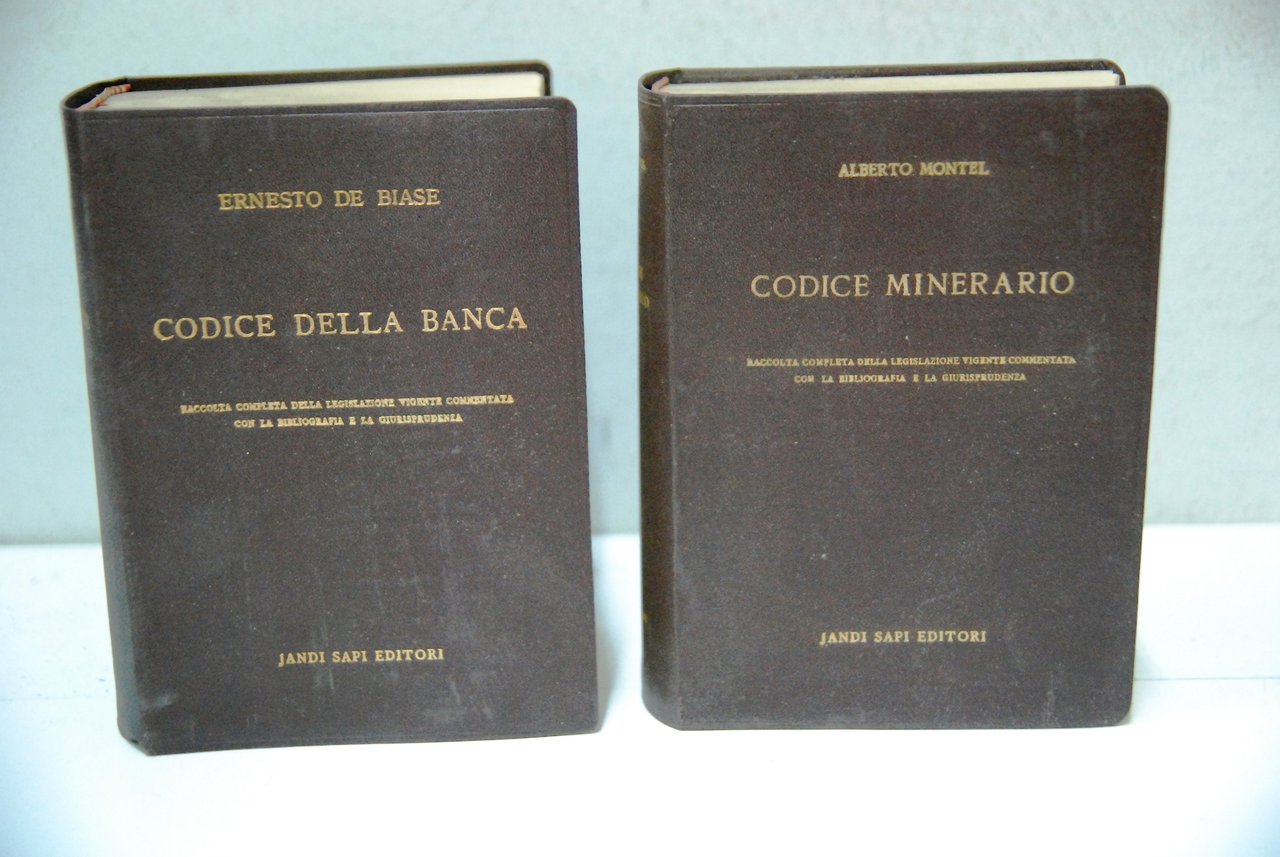 ERNESTO DE BIASE
CODICE DELLA BANCA
RACCOLTA COMPLETA DELLA LEGISLAZIONE VIGENTE COMMENTATA
CON LA BIBLIOGRAFIA E LA GIURISPRUDENZA
JANDI SAPI EDITORI
ALBERTO MONTEL
CODICE MINERARIO
RACCOLTA COMPLETA DELLA LEGISLAZIONE VIGENTE COMMENTATA
CON LA BIBLIOGRAFIA E LA GIURISPRUDENZA
JANDI SAPI EDITORI